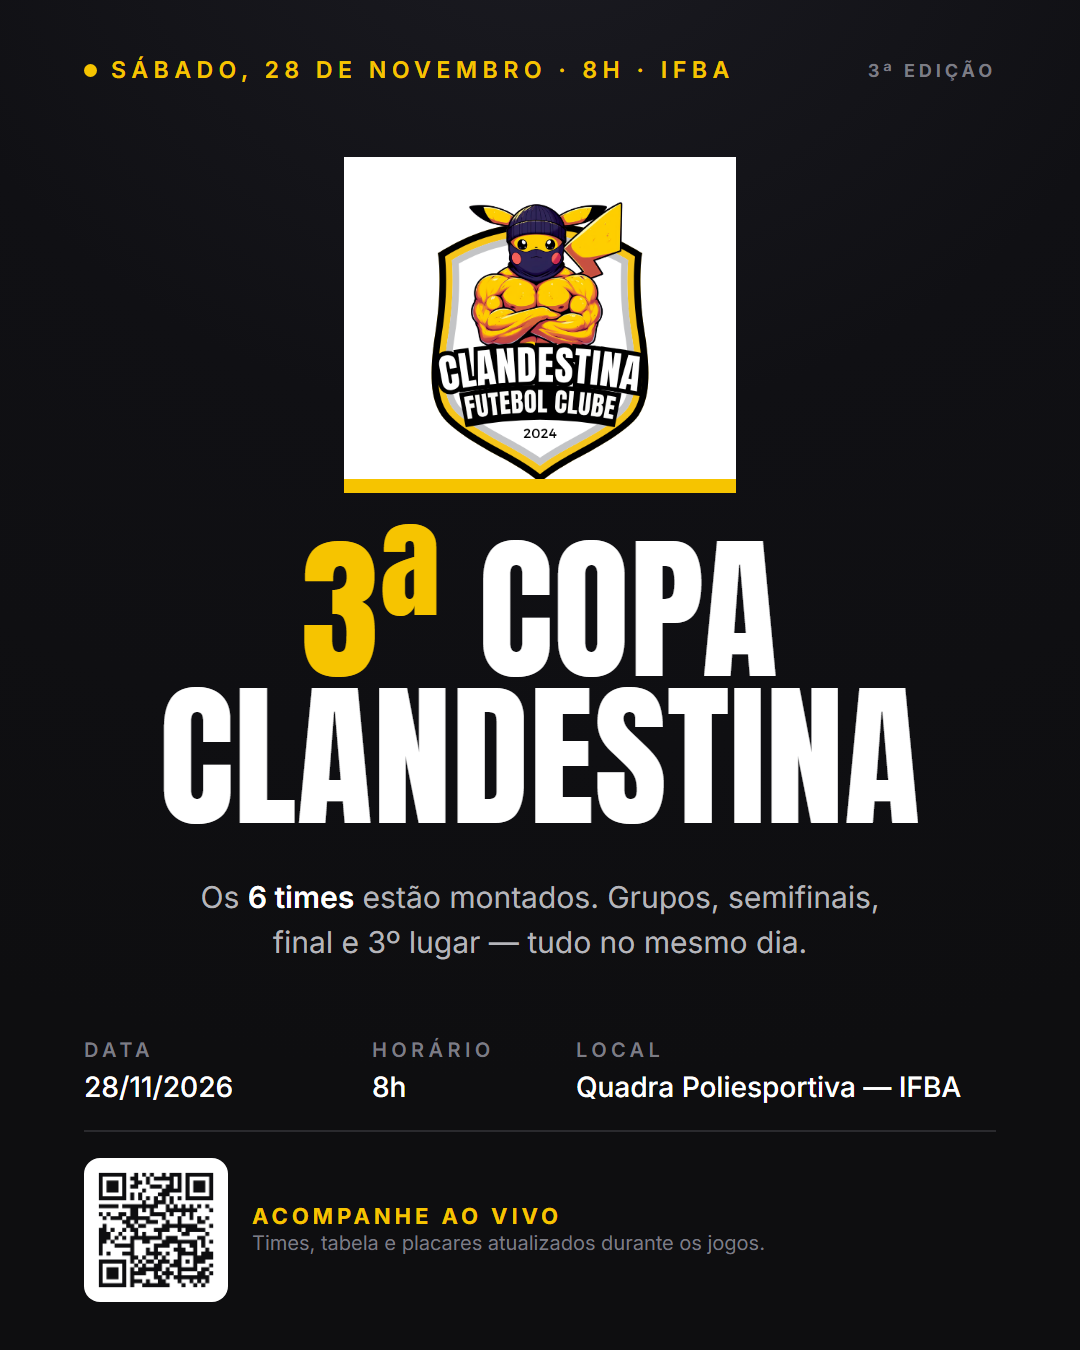 SÁBADO, 28 DE NOVEMBRO · 8H · IFBA
3ª EDIÇÃO
CLANDESTINA
FUTEBOL CLUBE
2024
3ª COPA
CLANDESTINA
Os 6 times estão montados. Grupos, semifinais,
final e 3º lugar — tudo no mesmo dia.
DATA
28/11/2026
HORÁRIO
8h
LOCAL
Quadra Poliesportiva — IFBA
ACOMPANHE AO VIVO
Times, tabela e placares atualizados durante os jogos.